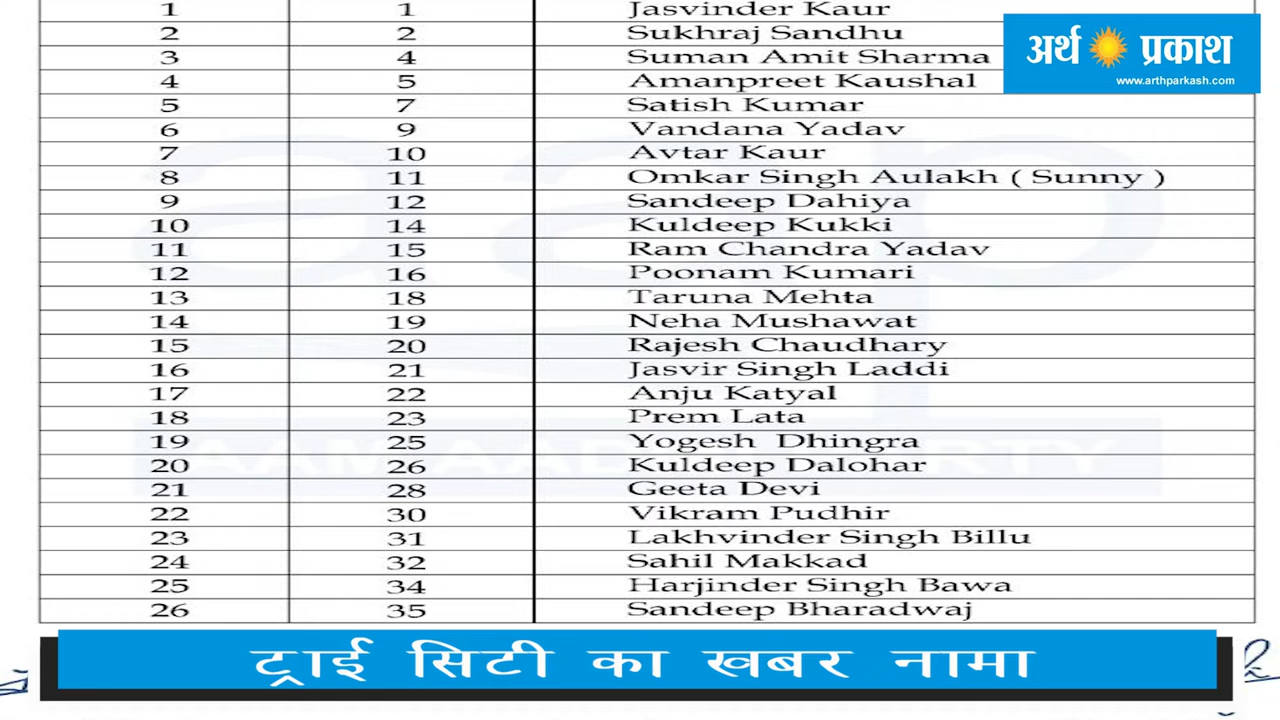 1 1 Jasvinder Kaur
2 2 Sukhraj Sandhu
3 4 Suman Amit Sharma
4 5 Amanpreet Kaushal
5 7 Satish Kumar
6 9 Vandana Yadav
7 10 Avtar Kaur
8 11 Omkar Singh Aulakh ( Sunny )
9 12 Sandeep Dahiya
10 14 Kuldeep Kukki
11 15 Ram Chandra Yadav
12 16 Poonam Kumari
13 18 Taruna Mehta
14 19 Neha Mushawat
15 20 Rajesh Chaudhary
16 21 Jasvir Singh Laddi
17 22 Anju Katyal
18 23 Prem Lata
19 25 Yogesh Dhingra
20 26 Kuldeep Dalohar
21 28 Geeta Devi
22 30 Vikram Pudhir
23 31 Lakhvinder Singh Billu
24 32 Sahil Makkad
25 34 Harjinder Singh Bawa
26 35 Sandeep Bharadwaj
अर्थ प्रकाश
www.arthparkash.com
aap
AAM AADMI PARTY
ट्राई सिटी का खबर नामा